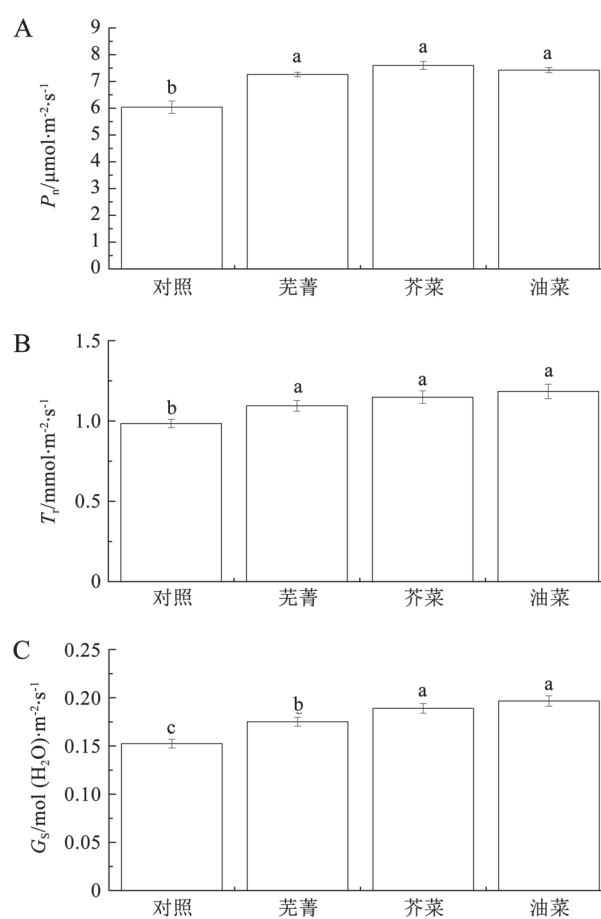 A
9
8
7
6
5
4
3
2
1
0
Pn/μmol·m-2·s-1
b
a
a
a
对照 芜菁 芥菜 油菜
B
1.5
1.0
0.5
0
Tr/mmol·m-2·s-1
b
a
a
a
对照 芜菁 芥菜 油菜
C
0.25
0.20
0.15
0.10
0.05
0
GS/mol (H2O)·m-2·s-1
c
b
a
a
对照 芜菁 芥菜 油菜